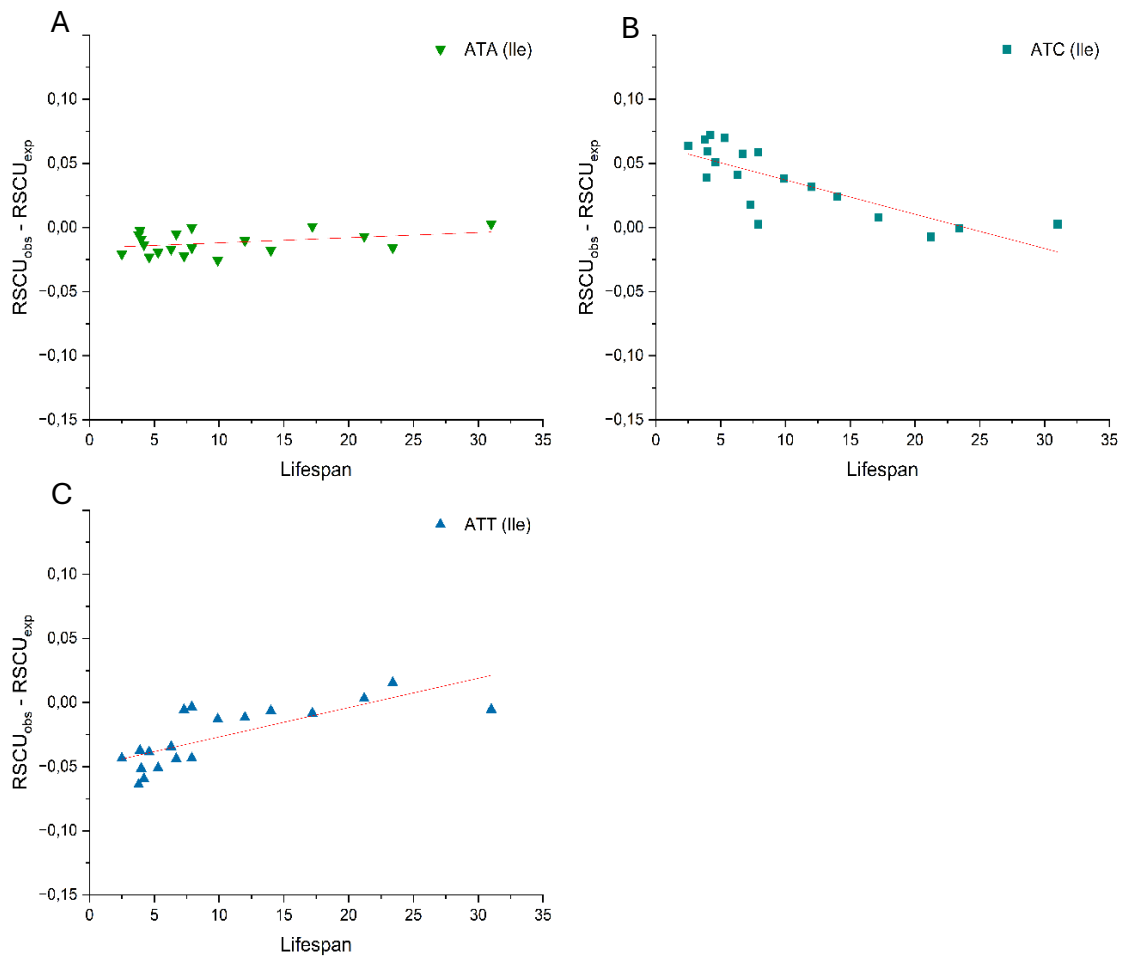 A
ATA (Ile)
0,10
0,05
0,00
−0,05
−0,10
−0,15
RSCUobs - RSCUexp
0 5 10 15 20 25 30 35
Lifespan
B
ATC (Ile)
0,10
0,05
0,00
−0,05
−0,10
−0,15
RSCUobs - RSCUexp
0 5 10 15 20 25 30 35
Lifespan
C
ATT (Ile)
0,10
0,05
0,00
−0,05
−0,10
−0,15
RSCUobs - RSCUexp
0 5 10 15 20 25 30 35
Lifespan